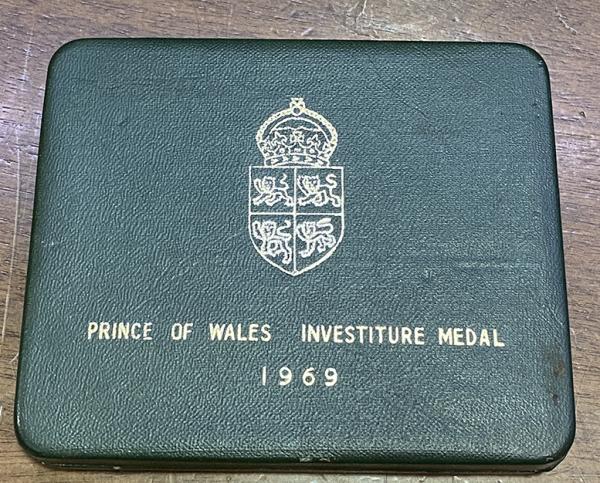 PRINCE OF WALES INVESTITURE MEDAL
1969